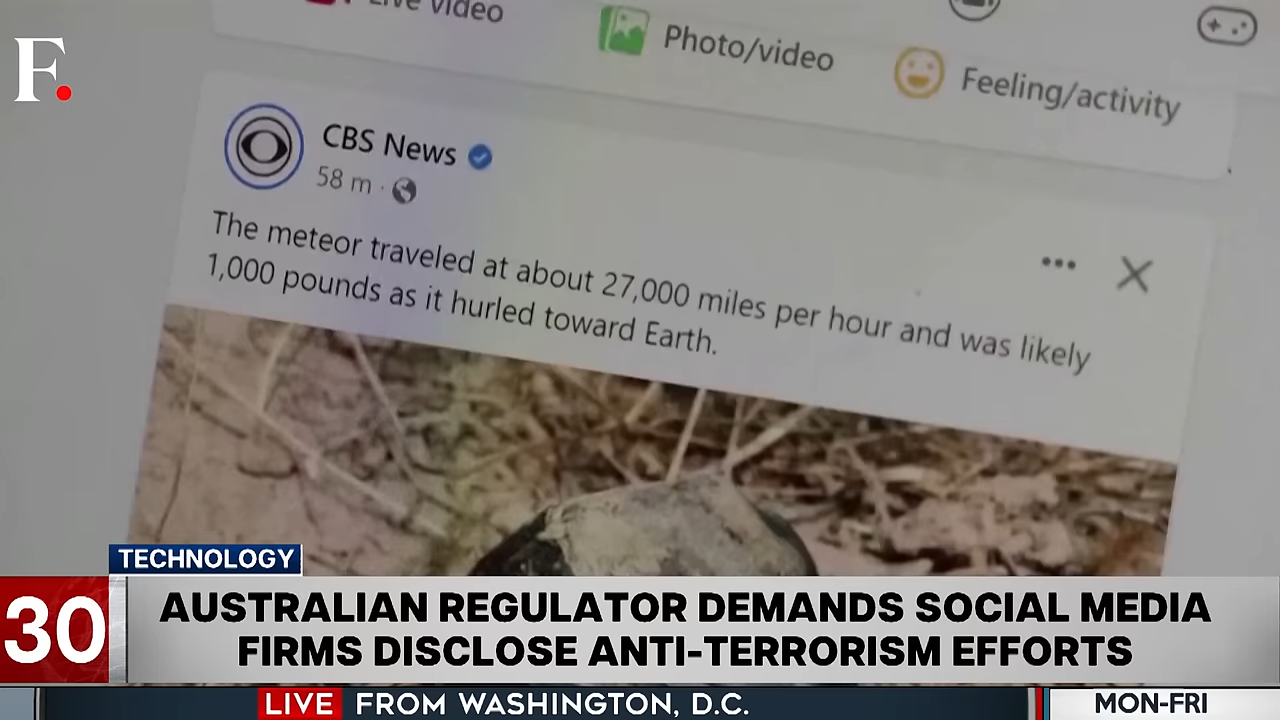 Live video
Photo/video
Feeling/activity
F.
CBS News
58 m ·
The meteor traveled at about 27,000 miles per hour and was likely
1,000 pounds as it hurled toward Earth.
TECHNOLOGY
30
AUSTRALIAN REGULATOR DEMANDS SOCIAL MEDIA
FIRMS DISCLOSE ANTI-TERRORISM EFFORTS
LIVE FROM WASHINGTON, D.C.
MON-FRI